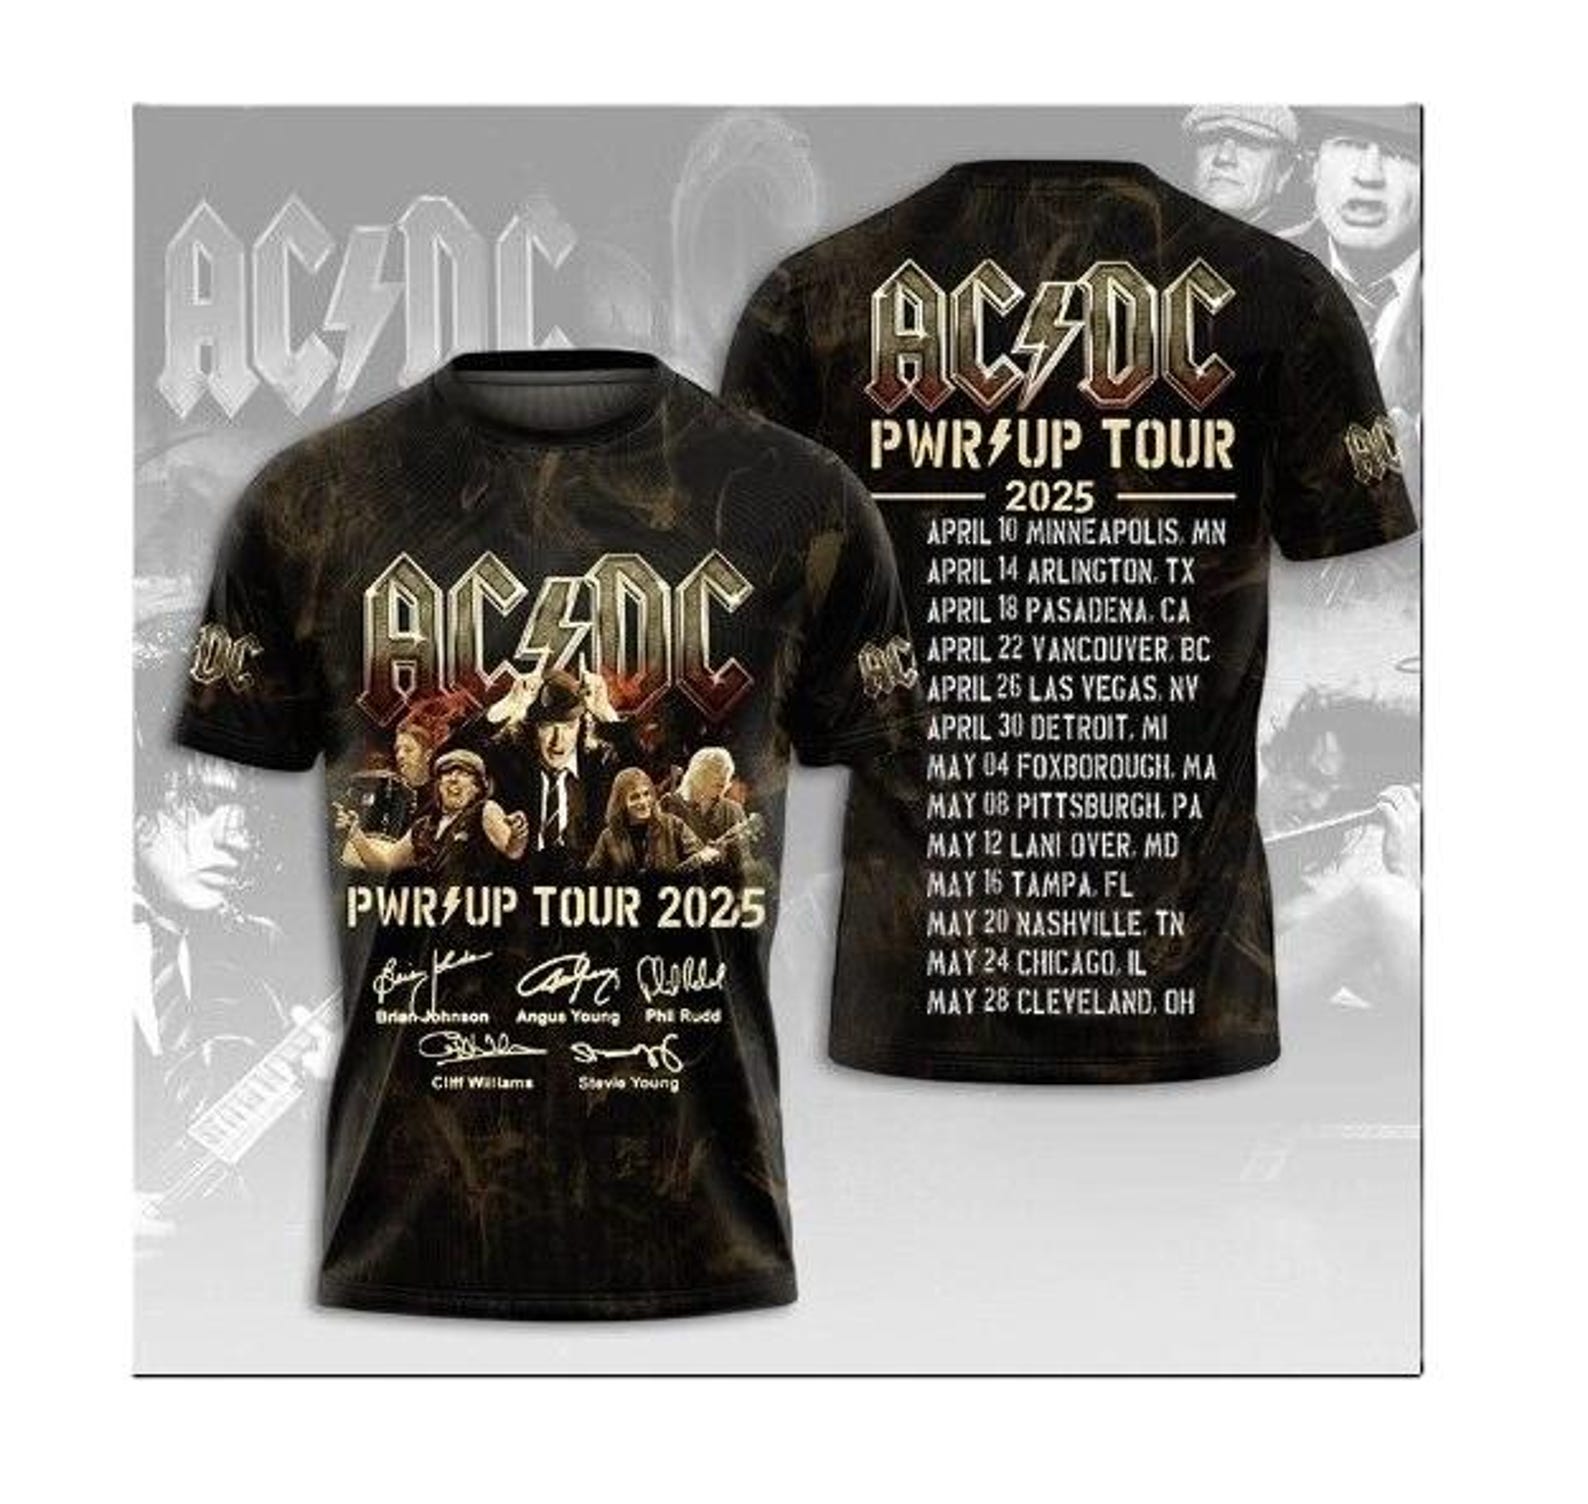 AC⚡DC
AC⚡DC
PWR⚡UP TOUR 2025
Brian Johnson Angus Young Phil Rudd
Cliff Williams Stevie Young
DC
AC
AC⚡DC
PWR⚡UP TOUR
2025
APRIL 10 MINNEAPOLIS, MN
APRIL 14 ARLINGTON, TX
APRIL 18 PASADENA, CA
APRIL 22 VANCOUVER, BC
APRIL 26 LAS VEGAS, NV
APRIL 30 DETROIT, MI
MAY 04 FOXBOROUGH, MA
MAY 08 PITTSBURGH, PA
MAY 12 LANI OVER, MD
MAY 16 TAMPA, FL
MAY 20 NASHVILLE, TN
MAY 24 CHICAGO, IL
MAY 28 CLEVELAND, OH
AC